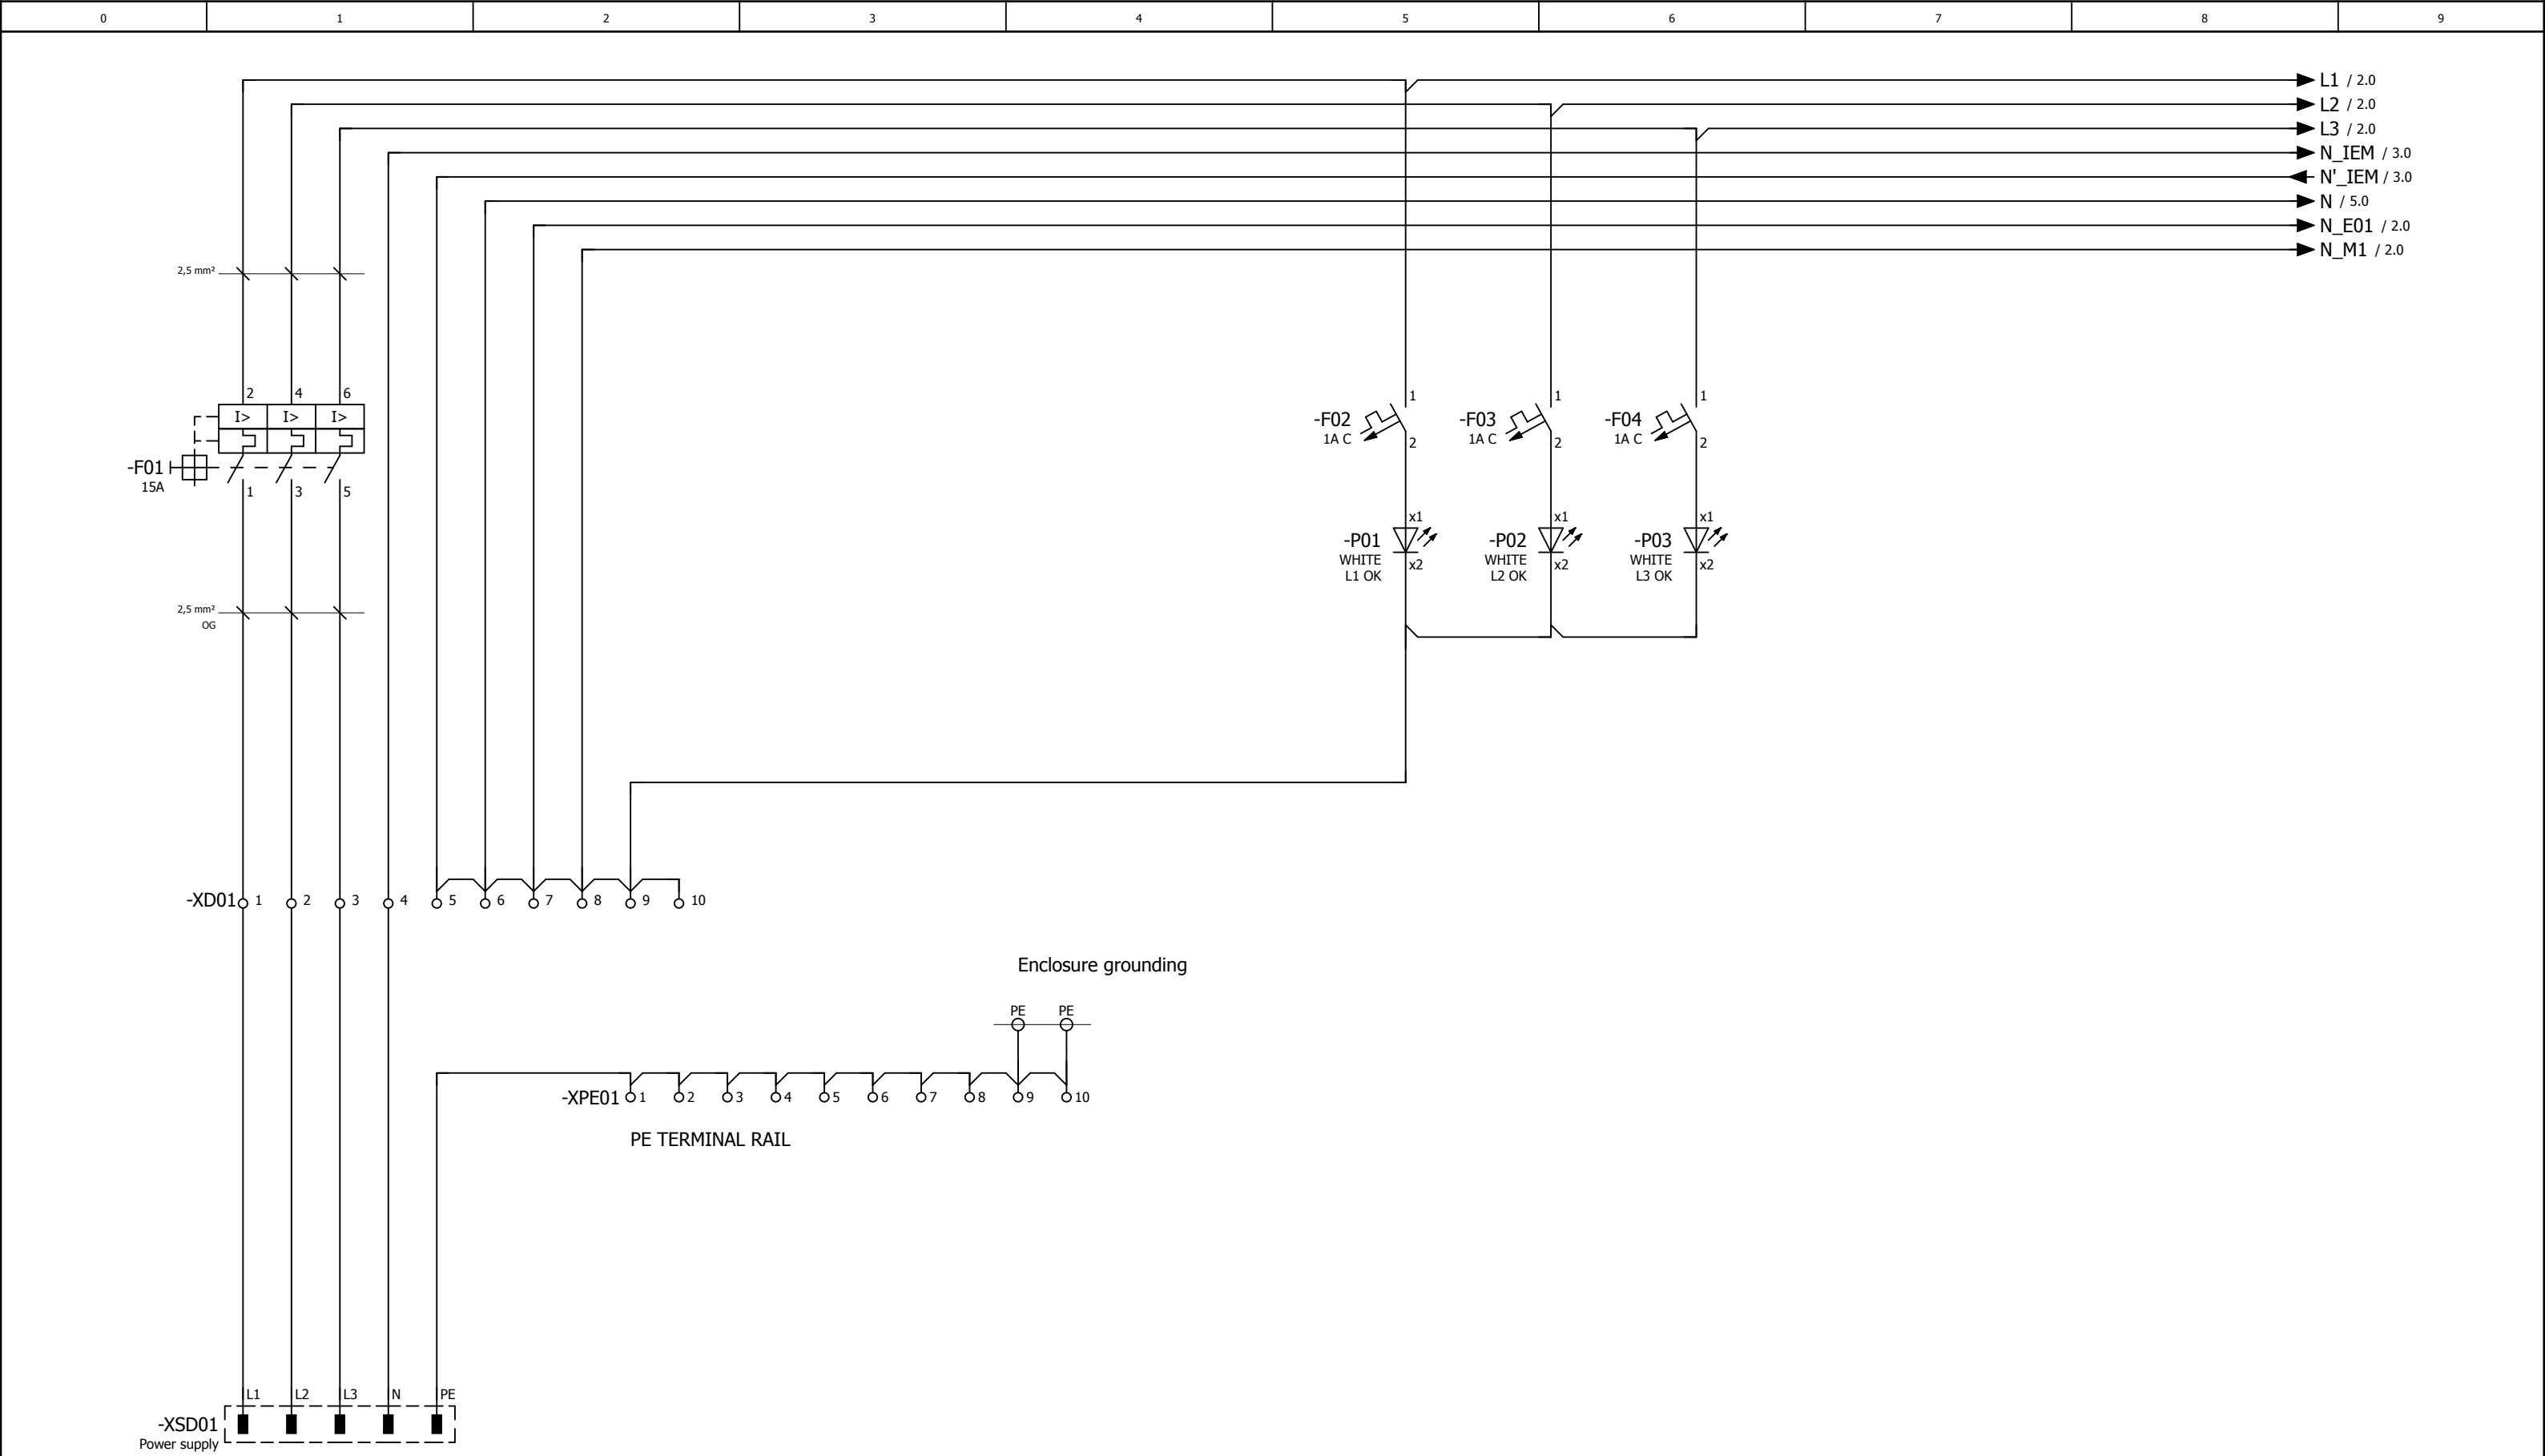 0 1 2 3 4 5 6 7 8 9
L1 / 2.0
L2 / 2.0
L3 / 2.0
N_IEM / 3.0
N'_IEM / 3.0
N / 5.0
N_E01 / 2.0
N_M1 / 2.0
2,5 mm²
2 4 6
I> I> I>
-F01
15A
1 3 5
1
-F02
1A C
2
1
-F03
1A C
2
1
-F04
1A C
2
x1
-P01
WHITE
L1 OK
x2
x1
-P02
WHITE
L2 OK
x2
x1
-P03
WHITE
L3 OK
x2
2,5 mm²
OG
-XD01 1 2 3 4 5 6 7 8 9 10
Enclosure grounding
PE PE
-XPE01 1 2 3 4 5 6 7 8 9 10
PE TERMINAL RAIL
L1 L2 L3 N PE
-XSD01
Power supply